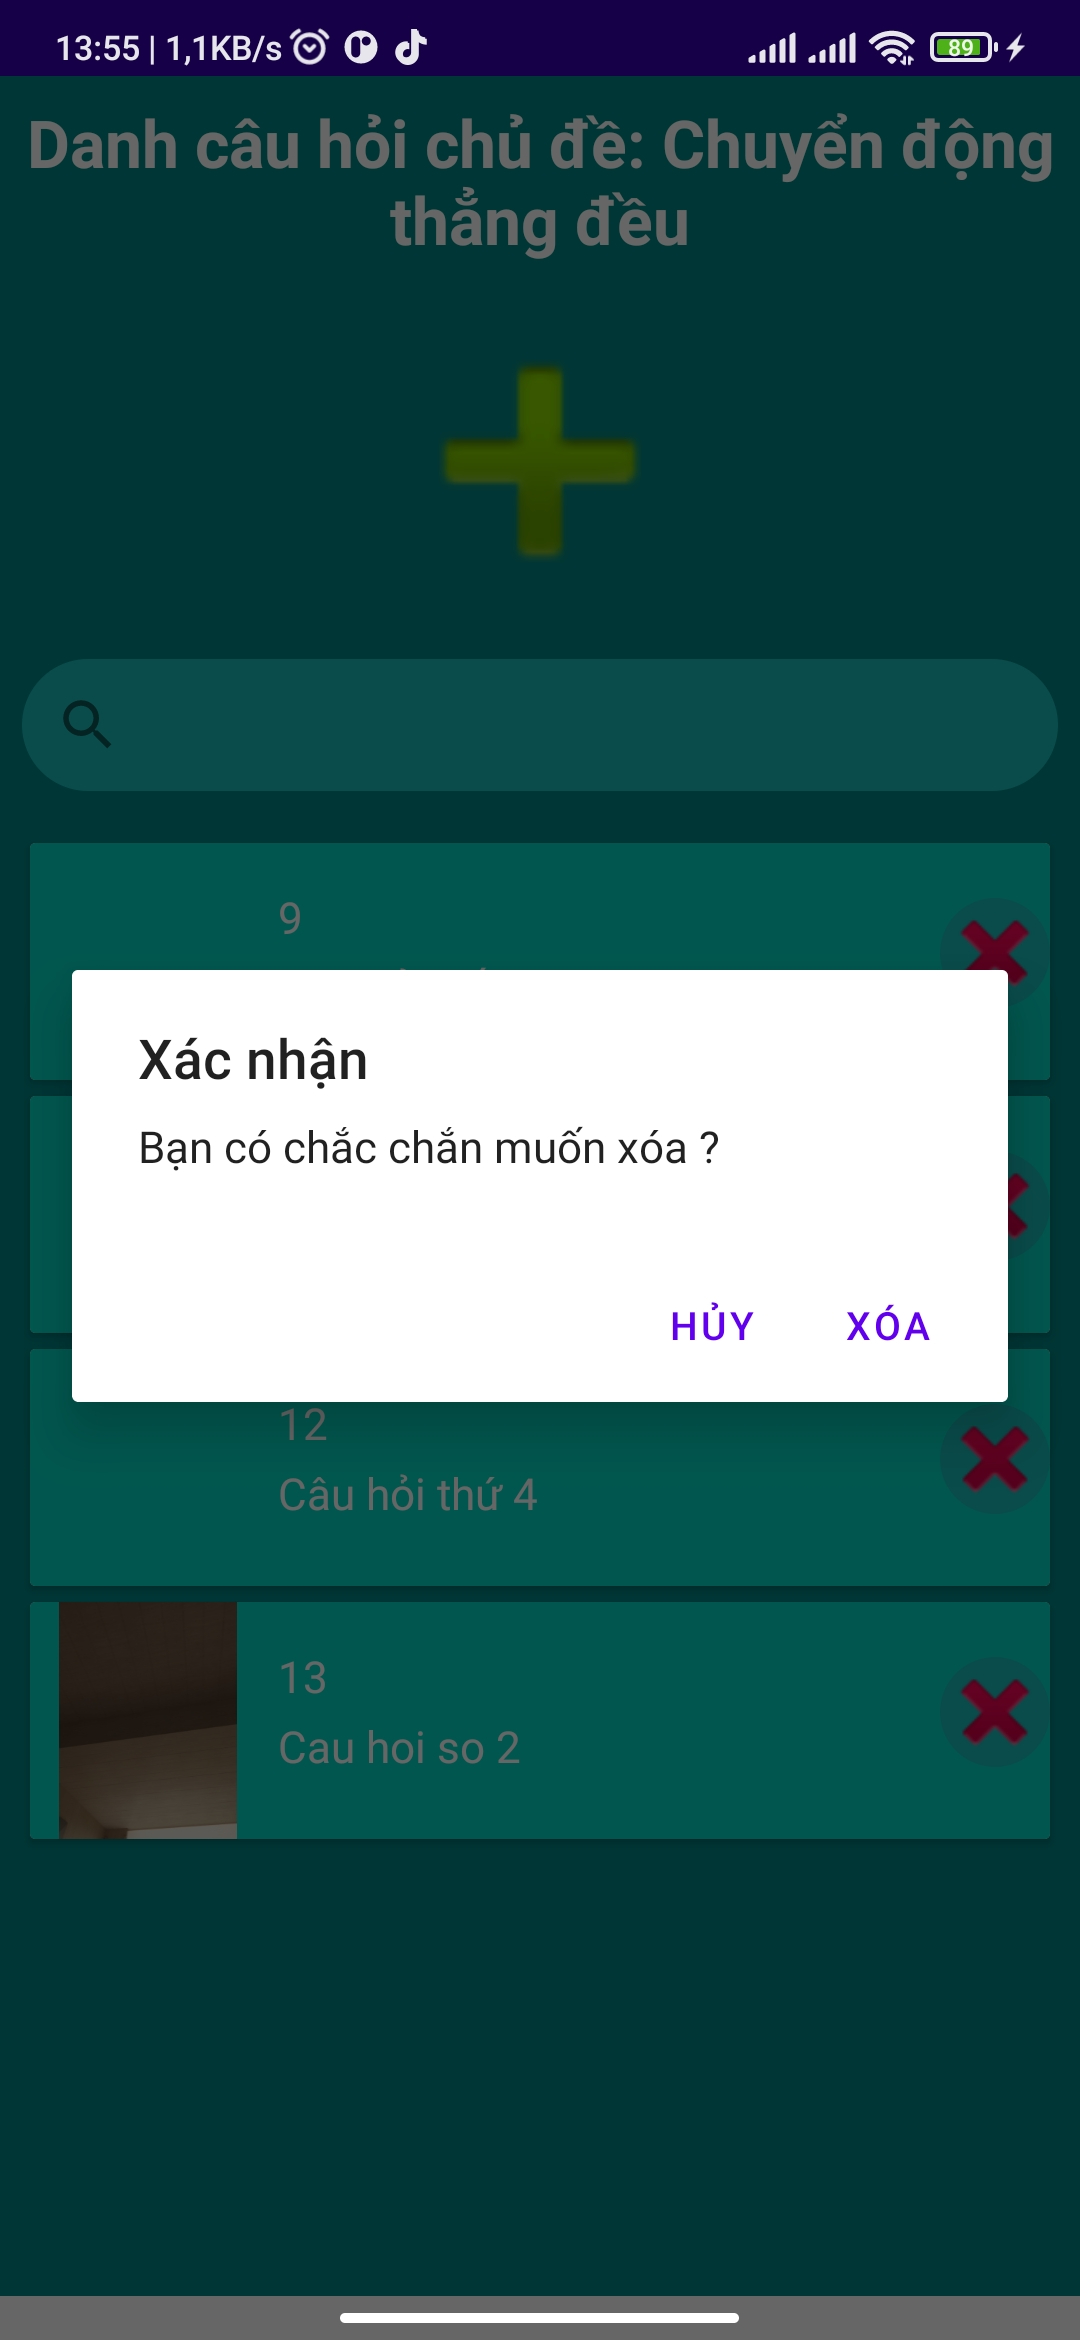 13:55 | 1,1KB/s
89
Danh câu hỏi chủ đề: Chuyển động
thẳng đều
9
Xác nhận
Bạn có chắc chắn muốn xóa ?
HỦY
XÓA
12
Câu hỏi thứ 4
13
Cau hoi so 2